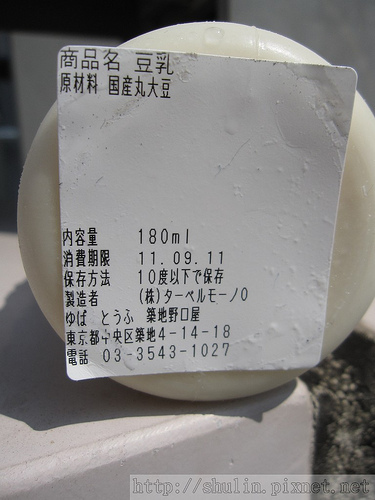 商品名 豆乳
原材料 国産丸大豆
内容量 180ml
消費期限 11.09.11
保存方法 10度以下で保存
製造者 (株)ターベルモーノ0
ゆば とうふ 築地野口屋
東京都中央区築地4-14-18
電話 03-3543-1027
http://shulin.pixnet.net